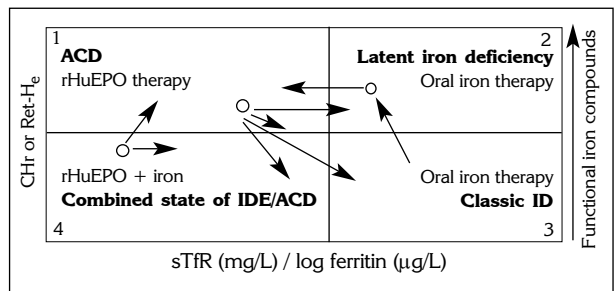 1
ACD
rHuEPO therapy
2
Latent iron deficiency
Oral iron therapy
rHuEPO + iron
Combined state of IDE/ACD
4
Oral iron therapy
Classic ID
3
CHr or Ret-Hₑ
Functional iron compounds
sTfR (mg/L) / log ferritin (μg/L)